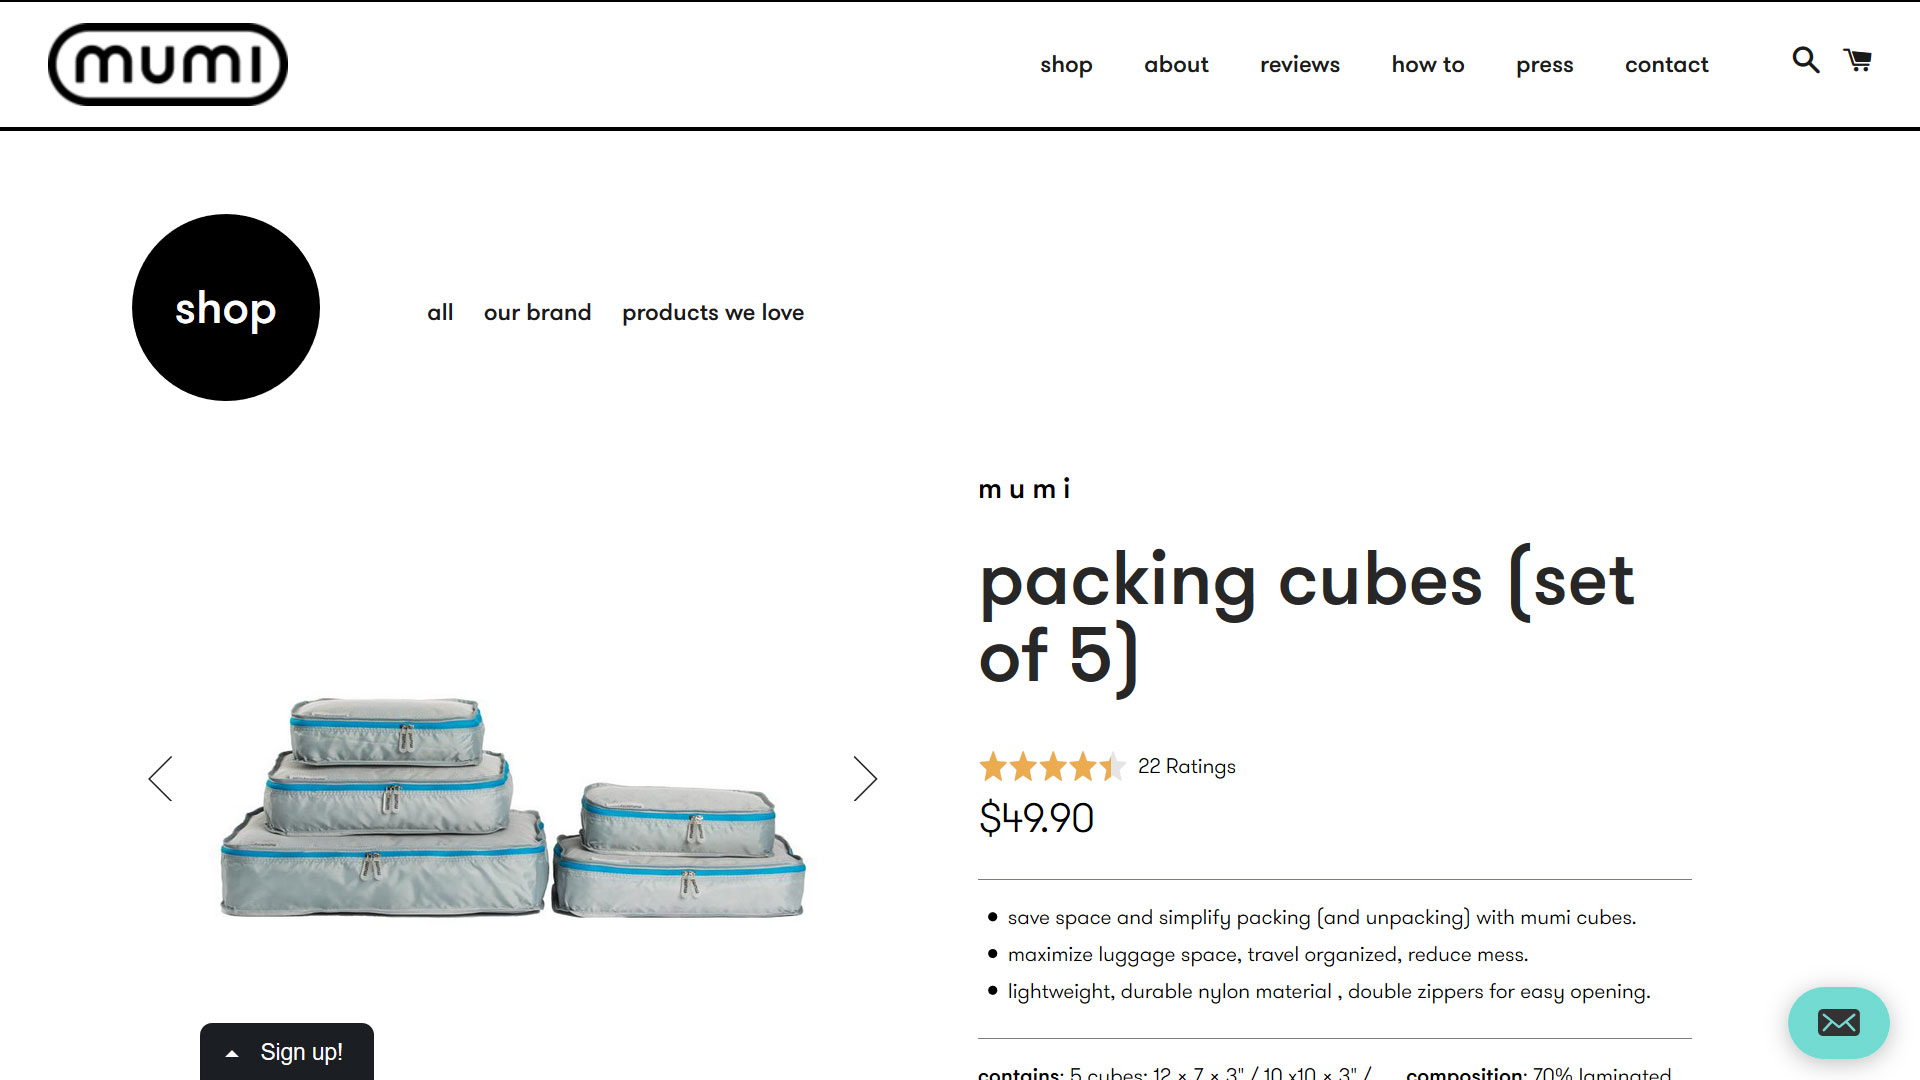 mumi
shop about reviews how to press contact
shop
all our brand products we love
mumi
packing cubes (set
of 5)
22 Ratings
$49.90
save space and simplify packing (and unpacking) with mumi cubes.
maximize luggage space, travel organized, reduce mess.
lightweight, durable nylon material , double zippers for easy opening.
Sign up!
contains: 5 cubes: 12 x 7 x 3" / 10 x10 x 3" /
composition: 70% laminated